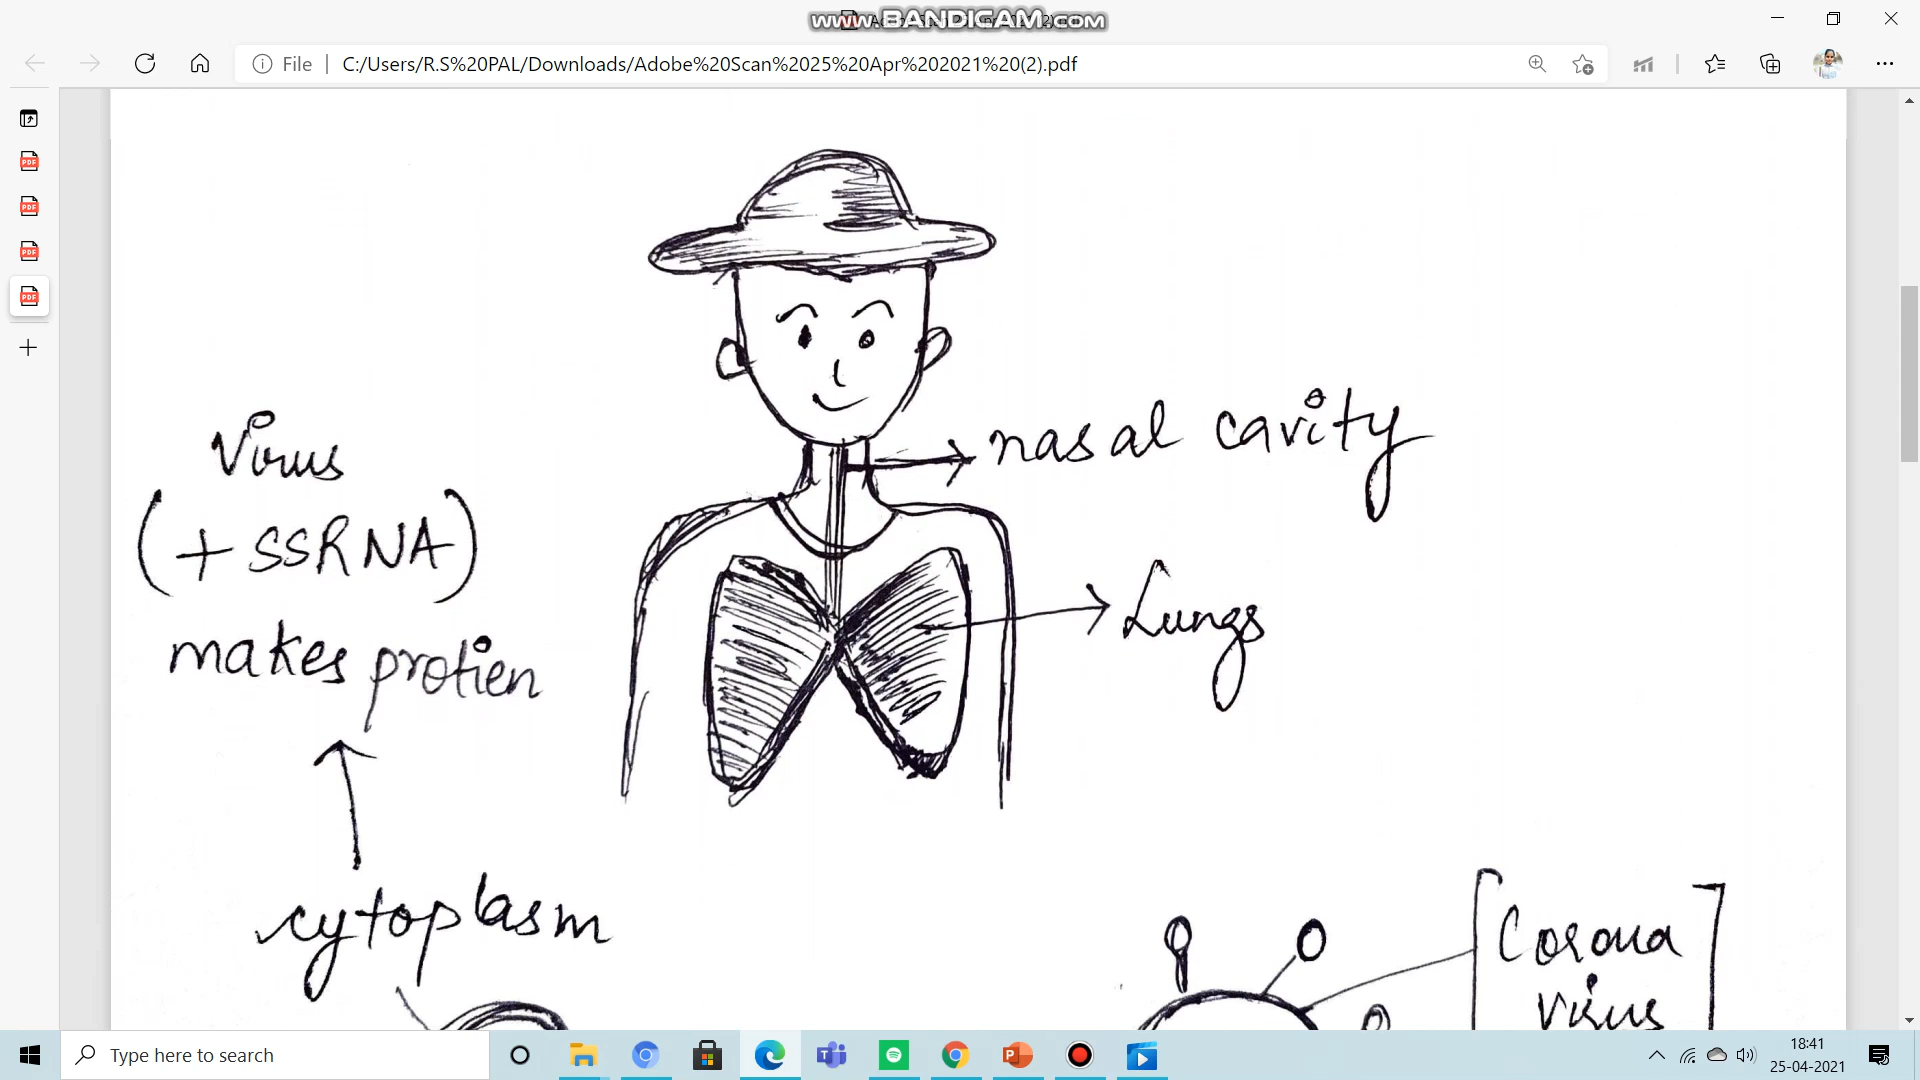 www.BANDICAM.com
File
C:/Users/R.S%20PAL/Downloads/Adobe%20Scan%2025%20Apr%202021%20(2).pdf
nasal cavity
Virus
(+ SSRNA)
makes protien
Lungs
cytoplasm
Corona
virus
Type here to search
18:41
25-04-2021